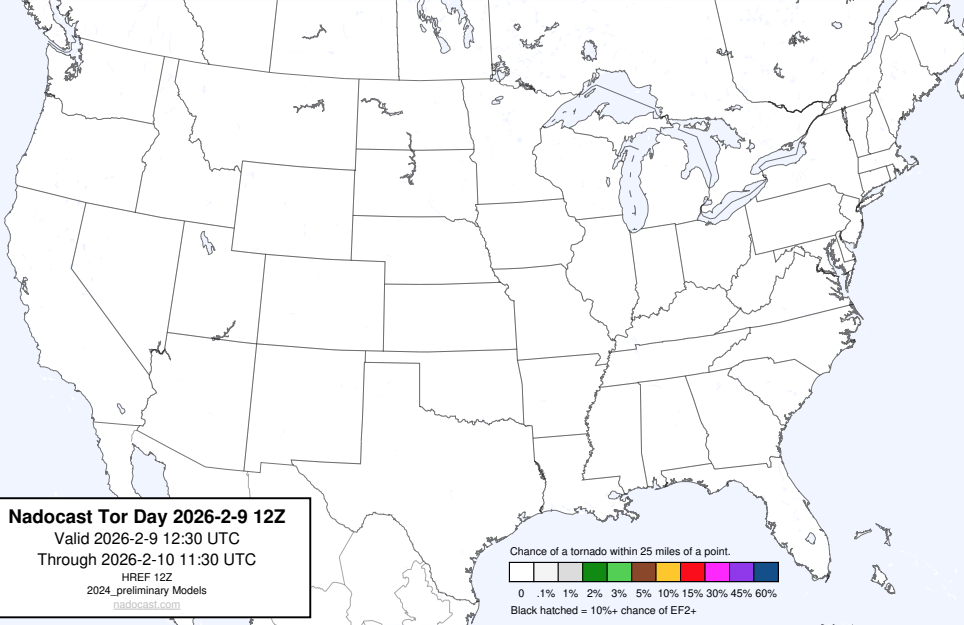 Nadocast Tor Day 2026-2-9 12Z
Valid 2026-2-9 12:30 UTC
Through 2026-2-10 11:30 UTC
HREF 12Z
2024_preliminary Models
nadocast.com
Chance of a tornado within 25 miles of a point.
0 .1% 1% 2% 3% 5% 10% 15% 30% 45% 60%
Black hatched = 10%+ chance of EF2+